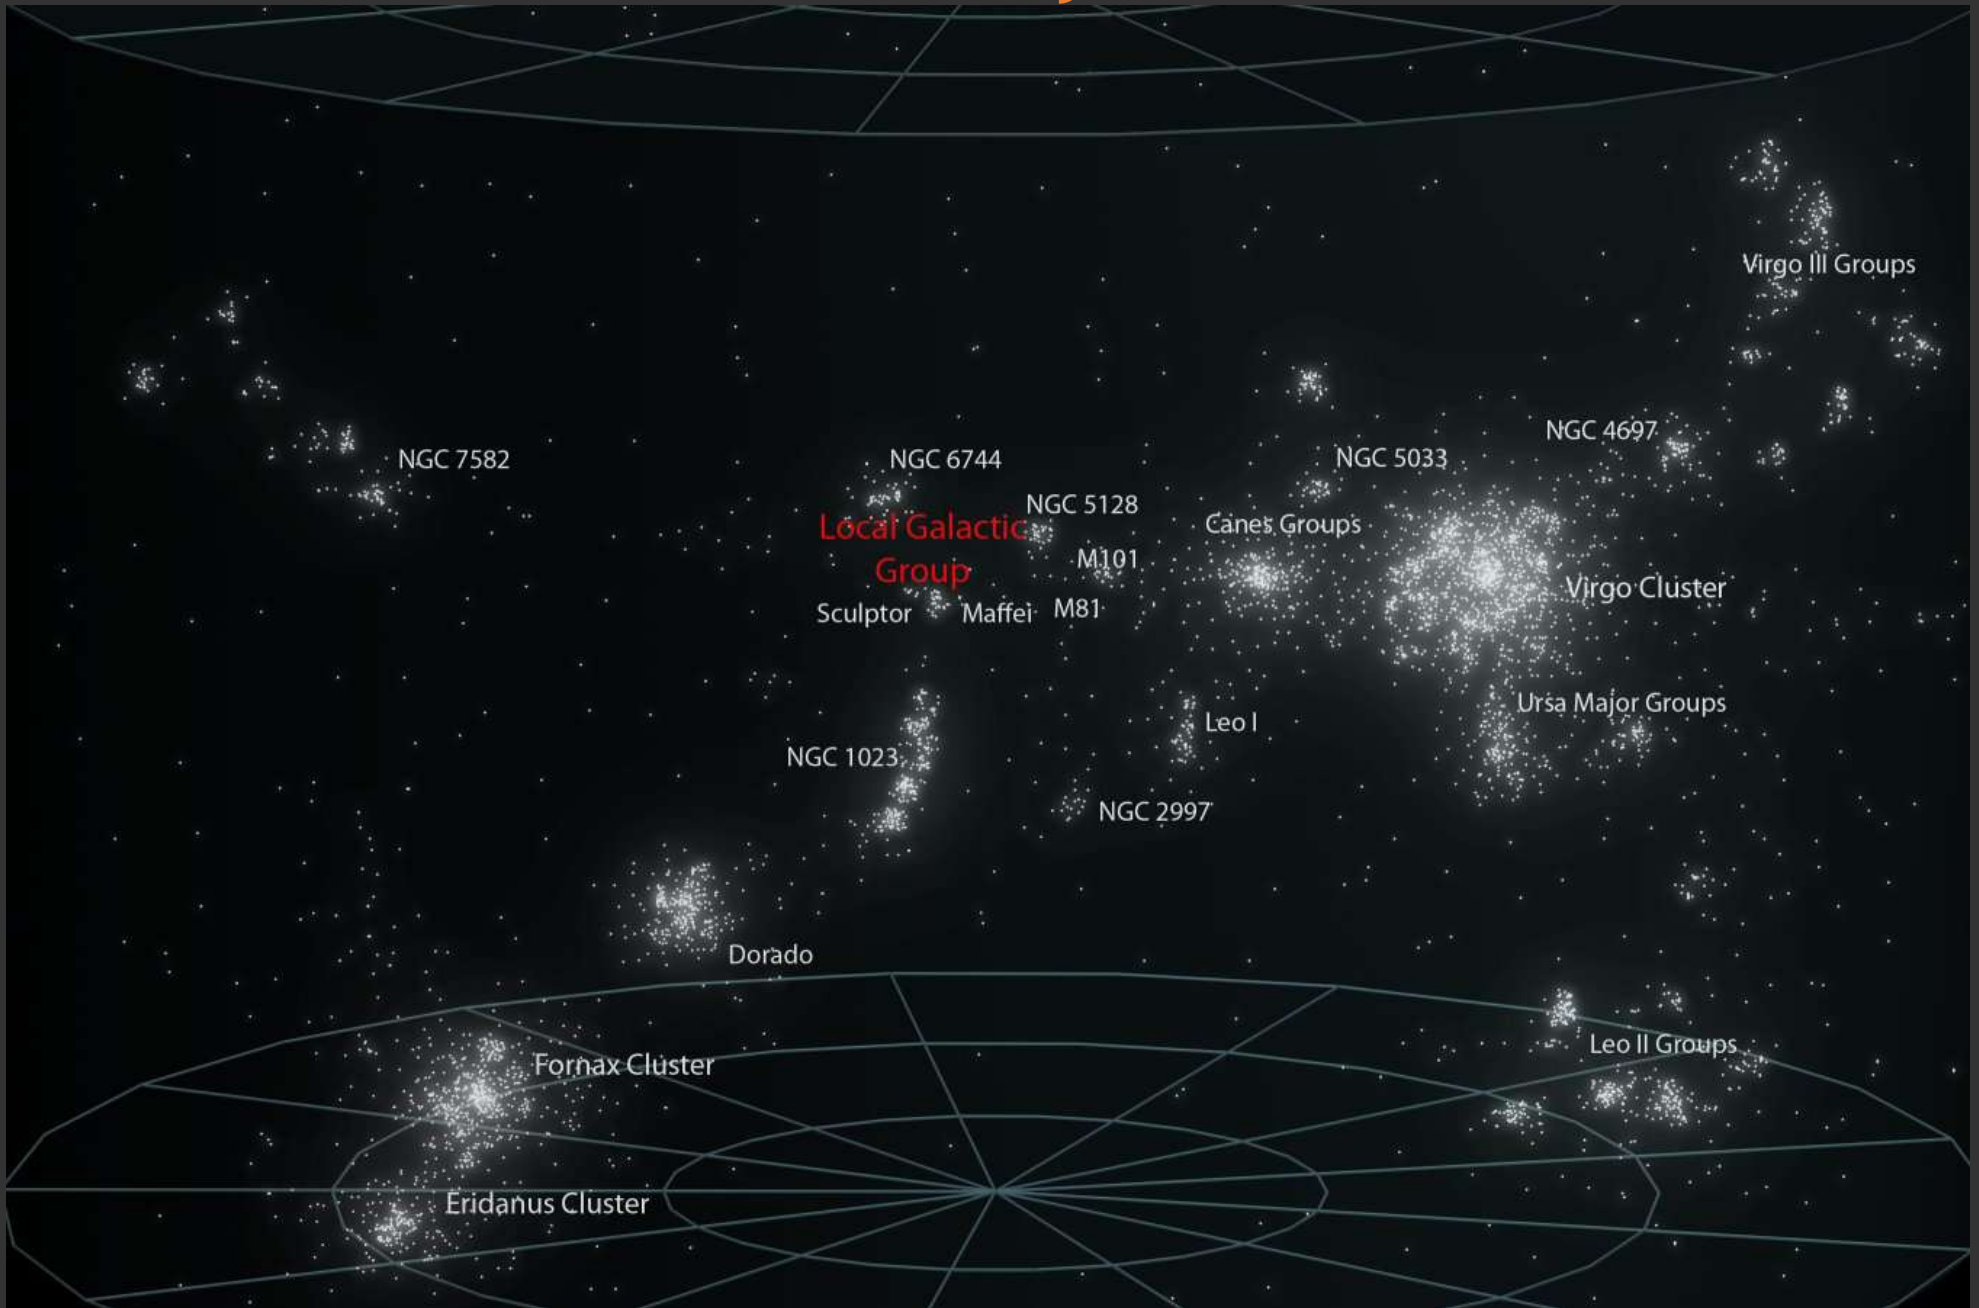 Virgo III Groups
NGC 4697
NGC 7582
NGC 6744
NGC 5033
NGC 5128
Local Galactic
Group
Canes Groups
M101
Virgo Cluster
Sculptor
Maffei
M81
Ursa Major Groups
Leo I
NGC 1023
NGC 2997
Dorado
Leo II Groups
Fornax Cluster
Eridanus Cluster